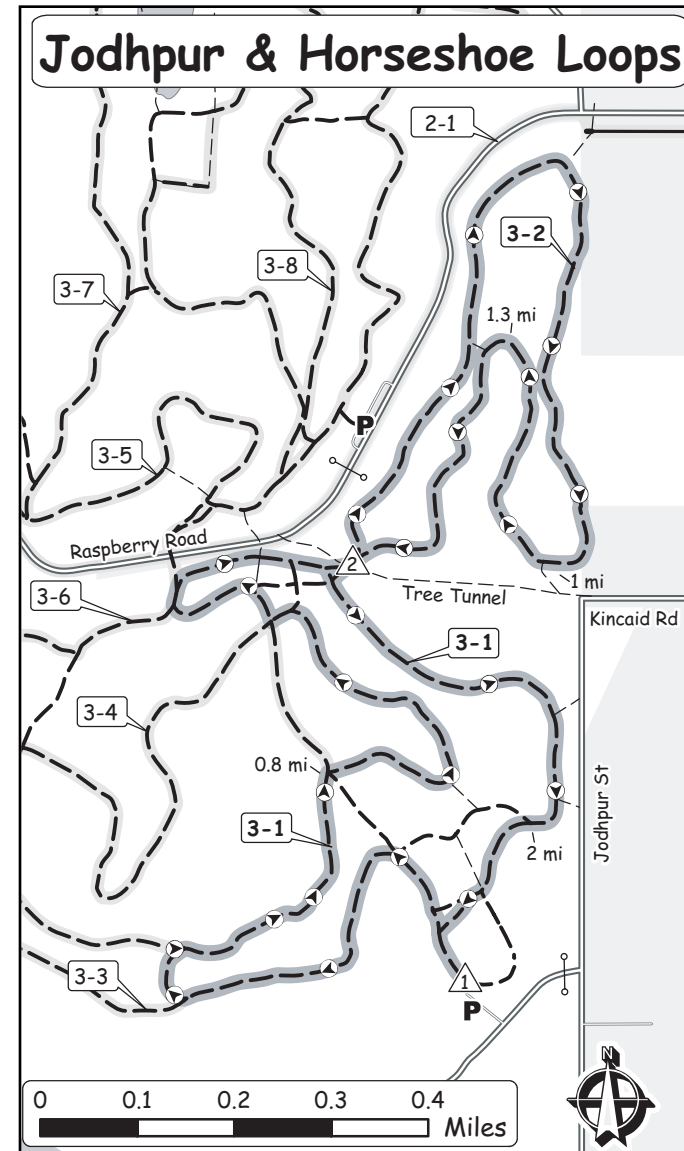 Jodhpur & Horseshoe Loops
2-1
3-2
3-8
3-7
1.3 mi
P
3-5
Raspberry Road
2
1 mi
3-6
Tree Tunnel
Kincaid Rd
3-1
3-4
0.8 mi
Jodhpur St
3-1
2 mi
3-3
1
P
N
0 0.1 0.2 0.3 0.4
Miles